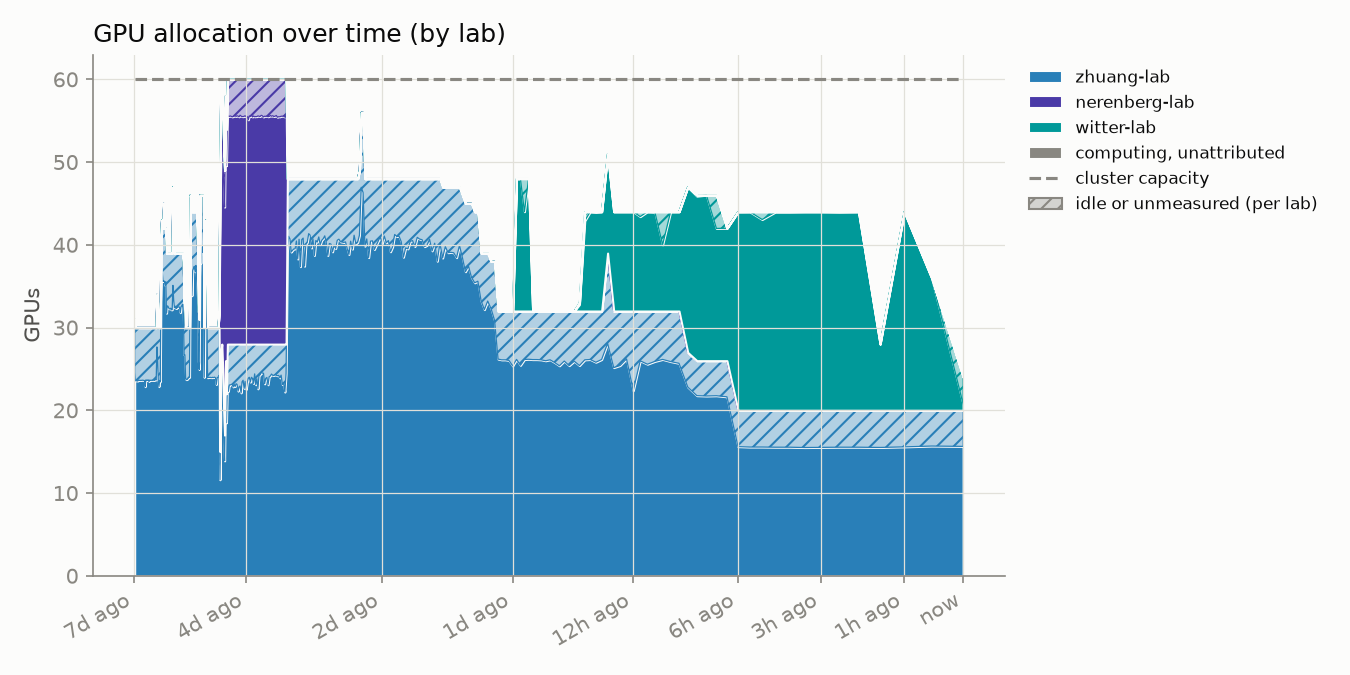 GPU allocation over time (by lab)
GPUs
60
50
40
30
20
10
0
7d ago
4d ago
2d ago
1d ago
12h ago
6h ago
3h ago
1h ago
now
zhuang-lab
nerenberg-lab
witter-lab
computing, unattributed
cluster capacity
idle or unmeasured (per lab)